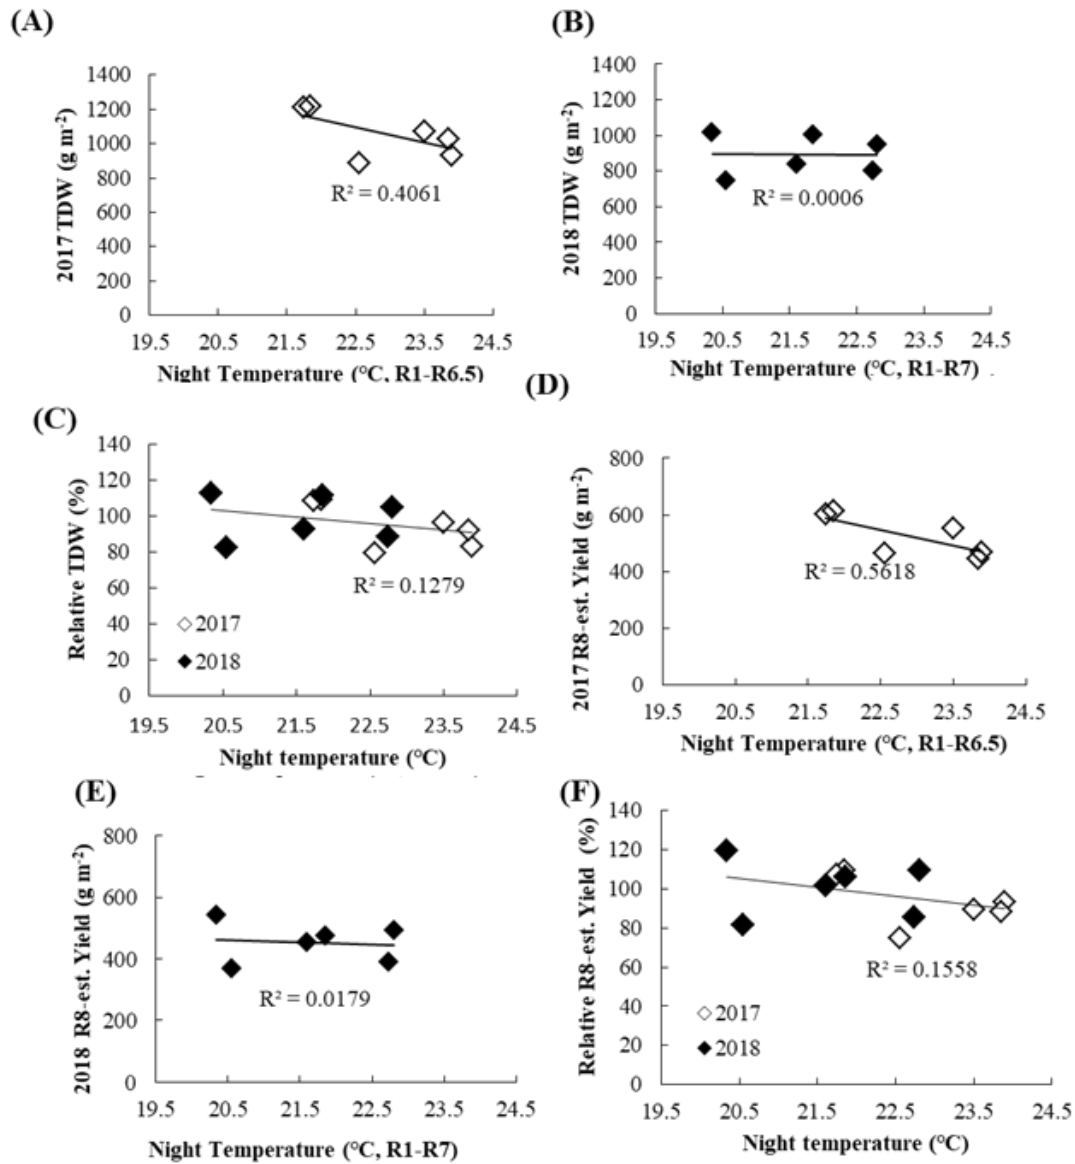 (A)
2017 TDW (g m⁻²)
1400
1200
1000
800
600
400
200
0
R² = 0.4061
19.5 20.5 21.5 22.5 23.5 24.5
Night Temperature (°C, R1-R6.5)
(B)
2018 TDW (g m⁻²)
1400
1200
1000
800
600
400
200
0
R² = 0.0006
19.5 20.5 21.5 22.5 23.5 24.5
Night Temperature (°C, R1-R7)
(C)
Relative TDW (%)
140
120
100
80
60
40
20
0
R² = 0.1279
2017
2018
19.5 20.5 21.5 22.5 23.5 24.5
Night temperature (°C)
(D)
2017 R8-est. Yield (g m⁻²)
800
600
400
200
0
R² = 0.5618
19.5 20.5 21.5 22.5 23.5 24.5
Night Temperature (°C, R1-R6.5)
(E)
2018 R8-est. Yield (g m⁻²)
800
600
400
200
0
R² = 0.0179
19.5 20.5 21.5 22.5 23.5 24.5
Night Temperature (°C, R1-R7)
(F)
Relative R8-est. Yield (%)
140
120
100
80
60
40
20
0
R² = 0.1558
2017
2018
19.5 20.5 21.5 22.5 23.5 24.5
Night temperature (°C)